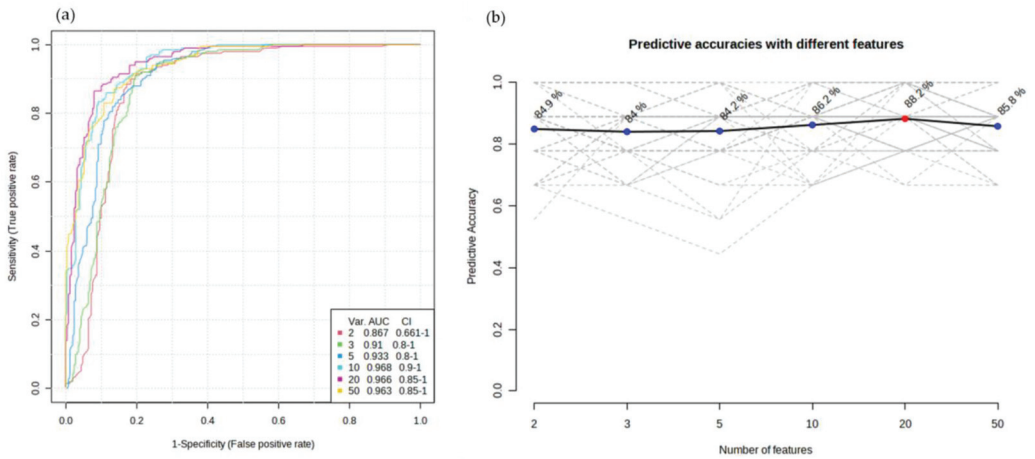 (a)
1.0
0.8
0.6
0.4
0.2
0.0
Sensitivity (True positive rate)
Var. AUC CI
2 0.867 0.661-1
3 0.91 0.8-1
5 0.933 0.8-1
10 0.968 0.9-1
20 0.966 0.85-1
50 0.963 0.85-1
0.0 0.2 0.4 0.6 0.8 1.0
1-Specificity (False positive rate)
(b)
Predictive accuracies with different features
1.0
0.8
0.6
0.4
0.2
0.0
Predictive Accuracy
84.9 %
84 %
84.2 %
86.2 %
88.2 %
85.8 %
2 3 5 10 20 50
Number of features